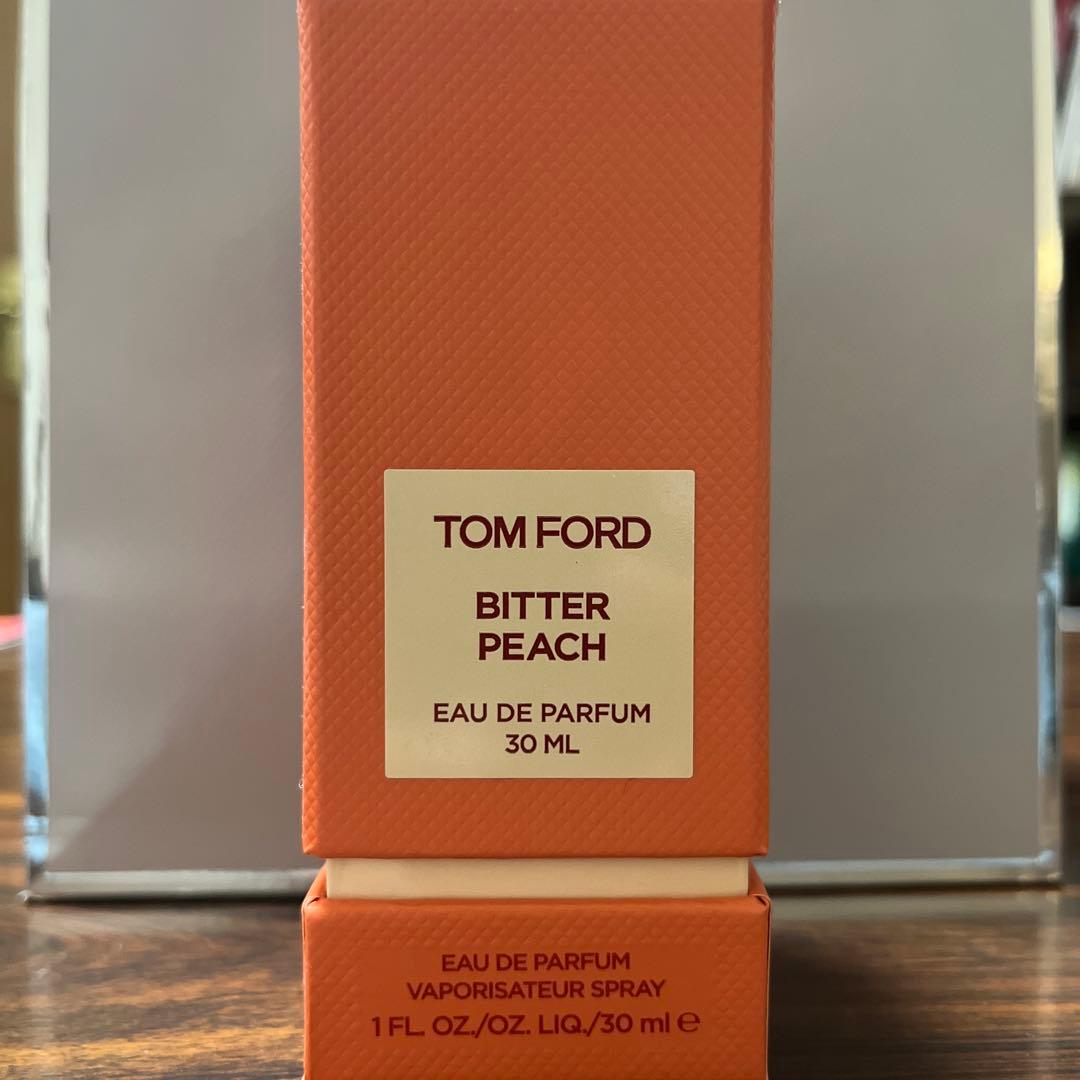 TOM FORD
BITTER
PEACH
EAU DE PARFUM
30 ML
EAU DE PARFUM
VAPORISATEUR SPRAY
1 FL. OZ./OZ. LIQ./30 ml ℮